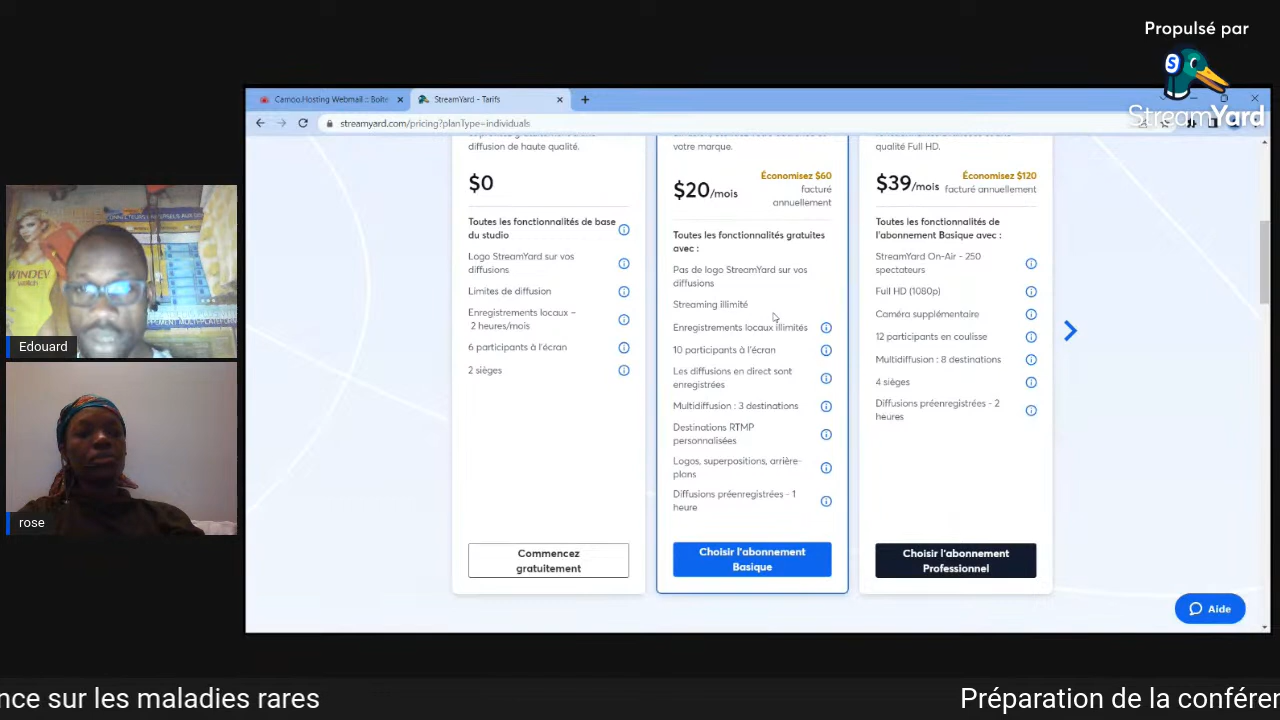 Propulsé par
StreamYard
Camoo.Hosting Webmail :: Boîte
StreamYard - Tarifs
streamyard.com/pricing?planType=individuals
diffusion de haute qualité.
$0
Toutes les fonctionnalités de base
du studio
Logo StreamYard sur vos
diffusions
Limites de diffusion
Enregistrements locaux –
2 heures/mois
6 participants à l'écran
2 sièges
Commencez
gratuitement
votre marque.
$20/mois
Économisez $60
facturé
annuellement
Toutes les fonctionnalités gratuites
avec :
Pas de logo StreamYard sur vos
diffusions
Streaming illimité
Enregistrements locaux illimités
10 participants à l'écran
Les diffusions en direct sont
enregistrées
Multidiffusion : 3 destinations
Destinations RTMP
personnalisées
Logos, superpositions, arrière-
plans
Diffusions préenregistrées - 1
heure
Choisir l'abonnement
Basique
qualité Full HD.
$39/mois
Économisez $120
facturé annuellement
Toutes les fonctionnalités de
l'abonnement Basique avec :
StreamYard On-Air - 250
spectateurs
Full HD (1080p)
Caméra supplémentaire
12 participants en coulisse
Multidiffusion : 8 destinations
4 sièges
Diffusions préenregistrées - 2
heures
Choisir l'abonnement
Professionnel
Aide
WINDEV
Edouard
rose
nce sur les maladies rares
Préparation de la conféren